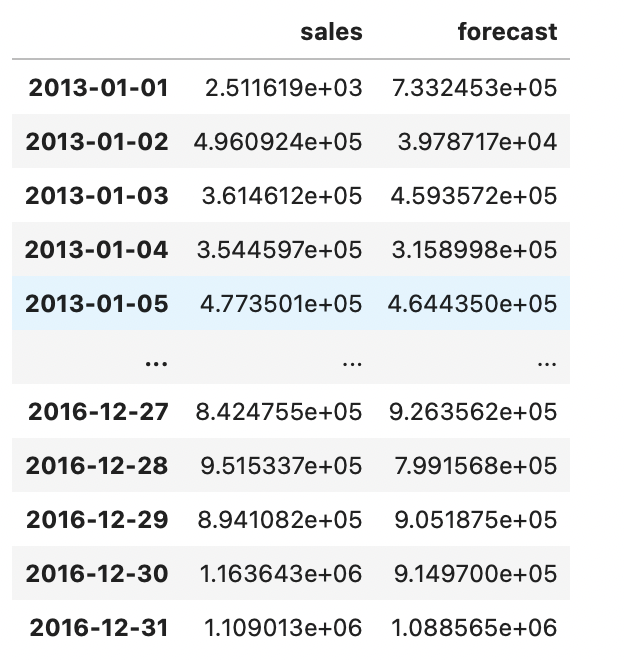 sales forecast
2013-01-01 2.511619e+03 7.332453e+05
2013-01-02 4.960924e+05 3.978717e+04
2013-01-03 3.614612e+05 4.593572e+05
2013-01-04 3.544597e+05 3.158998e+05
2013-01-05 4.773501e+05 4.644350e+05
... ... ...
2016-12-27 8.424755e+05 9.263562e+05
2016-12-28 9.515337e+05 7.991568e+05
2016-12-29 8.941082e+05 9.051875e+05
2016-12-30 1.163643e+06 9.149700e+05
2016-12-31 1.109013e+06 1.088565e+06